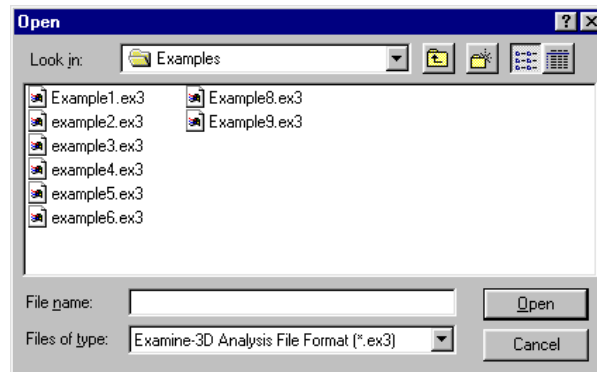 Open
Look in: Examples
Example1.ex3
example2.ex3
example3.ex3
example4.ex3
example5.ex3
example6.ex3
Example8.ex3
Example9.ex3
File name: Open
Files of type: Examine-3D Analysis File Format (*.ex3) Cancel